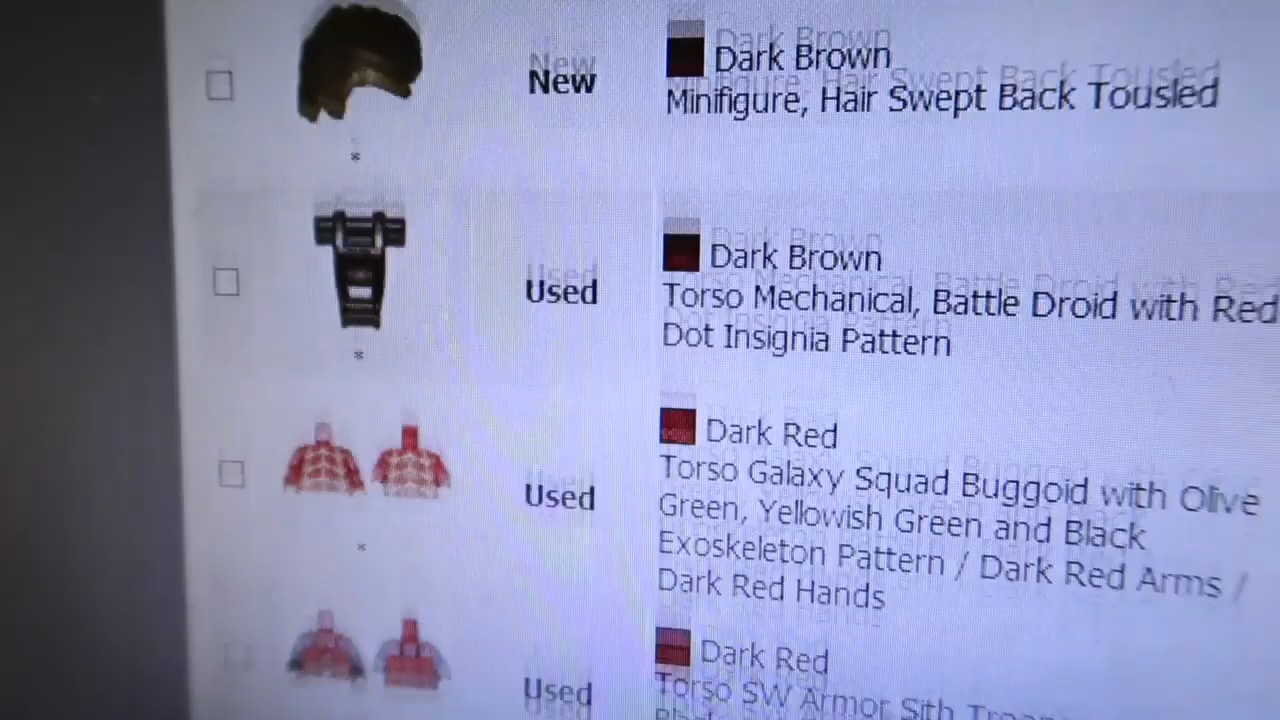 New
Dark Brown
Minifigure, Hair Swept Back Tousled
Used
Dark Brown
Torso Mechanical, Battle Droid with Red
Dot Insignia Pattern
Used
Dark Red
Torso Galaxy Squad Buggoid with Olive
Green, Yellowish Green and Black
Exoskeleton Pattern / Dark Red Arms /
Dark Red Hands
Used
Dark Red
Torso SW Armor Sith